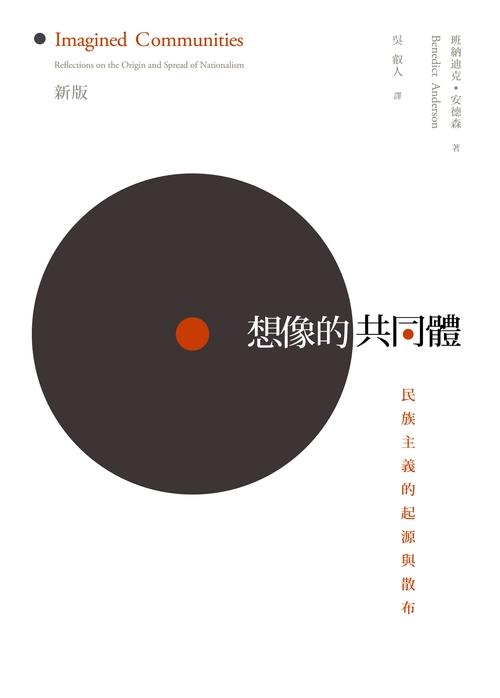 Imagined Communities
Reflections on the Origin and Spread of Nationalism
新版
班納迪克•安德森 著
Benedict Anderson
吳叡人 譯
想像的共同體
民族主義的起源與散布